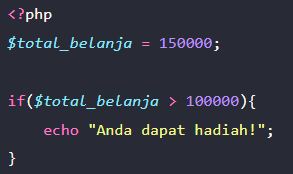 <?php
$total_belanja = 150000;

if($total_belanja > 100000){
    echo "Anda dapat hadiah!";
}